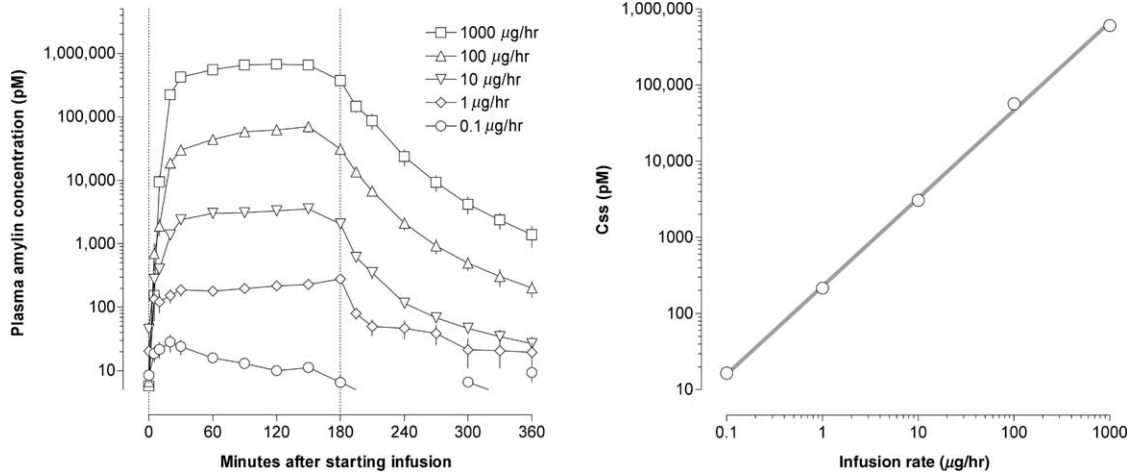 1,000,000
100,000
10,000
1,000
100
10
Plasma amylin concentration (pM)
1000 µg/hr
100 µg/hr
10 µg/hr
1 µg/hr
0.1 µg/hr
0 60 120 180 240 300 360
Minutes after starting infusion
1,000,000
100,000
10,000
1000
100
10
Css (pM)
0.1 1 10 100 1000
Infusion rate (µg/hr)